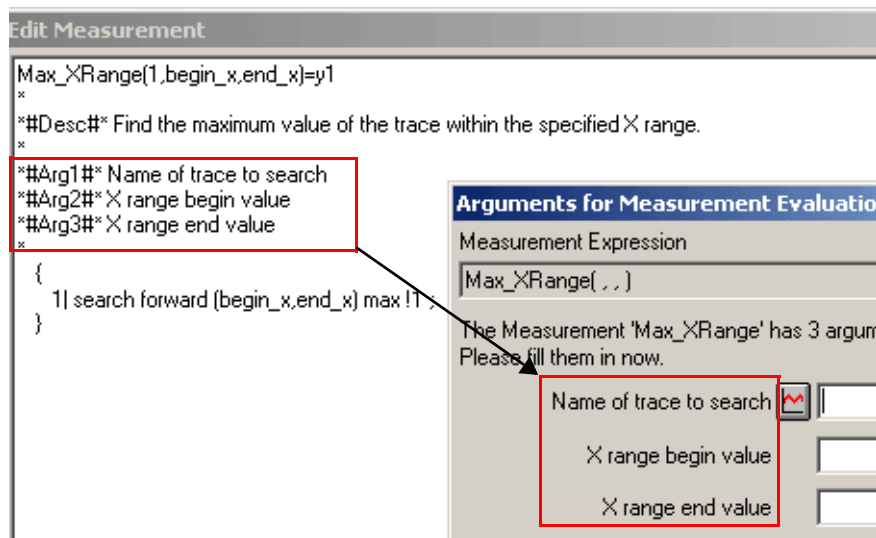 Edit Measurement
Max_XRange(1,begin_x,end_x)=y1
*
*#Desc#* Find the maximum value of the trace within the specified X range.
*
*#Arg1#* Name of trace to search
*#Arg2#* X range begin value
*#Arg3#* X range end value
*
{
1| search forward (begin_x,end_x) max !1 ;
}
Arguments for Measurement Evaluatio
Measurement Expression
Max_XRange( , , )
The Measurement 'Max_XRange' has 3 argum
Please fill them in now.
Name of trace to search
X range begin value
X range end value